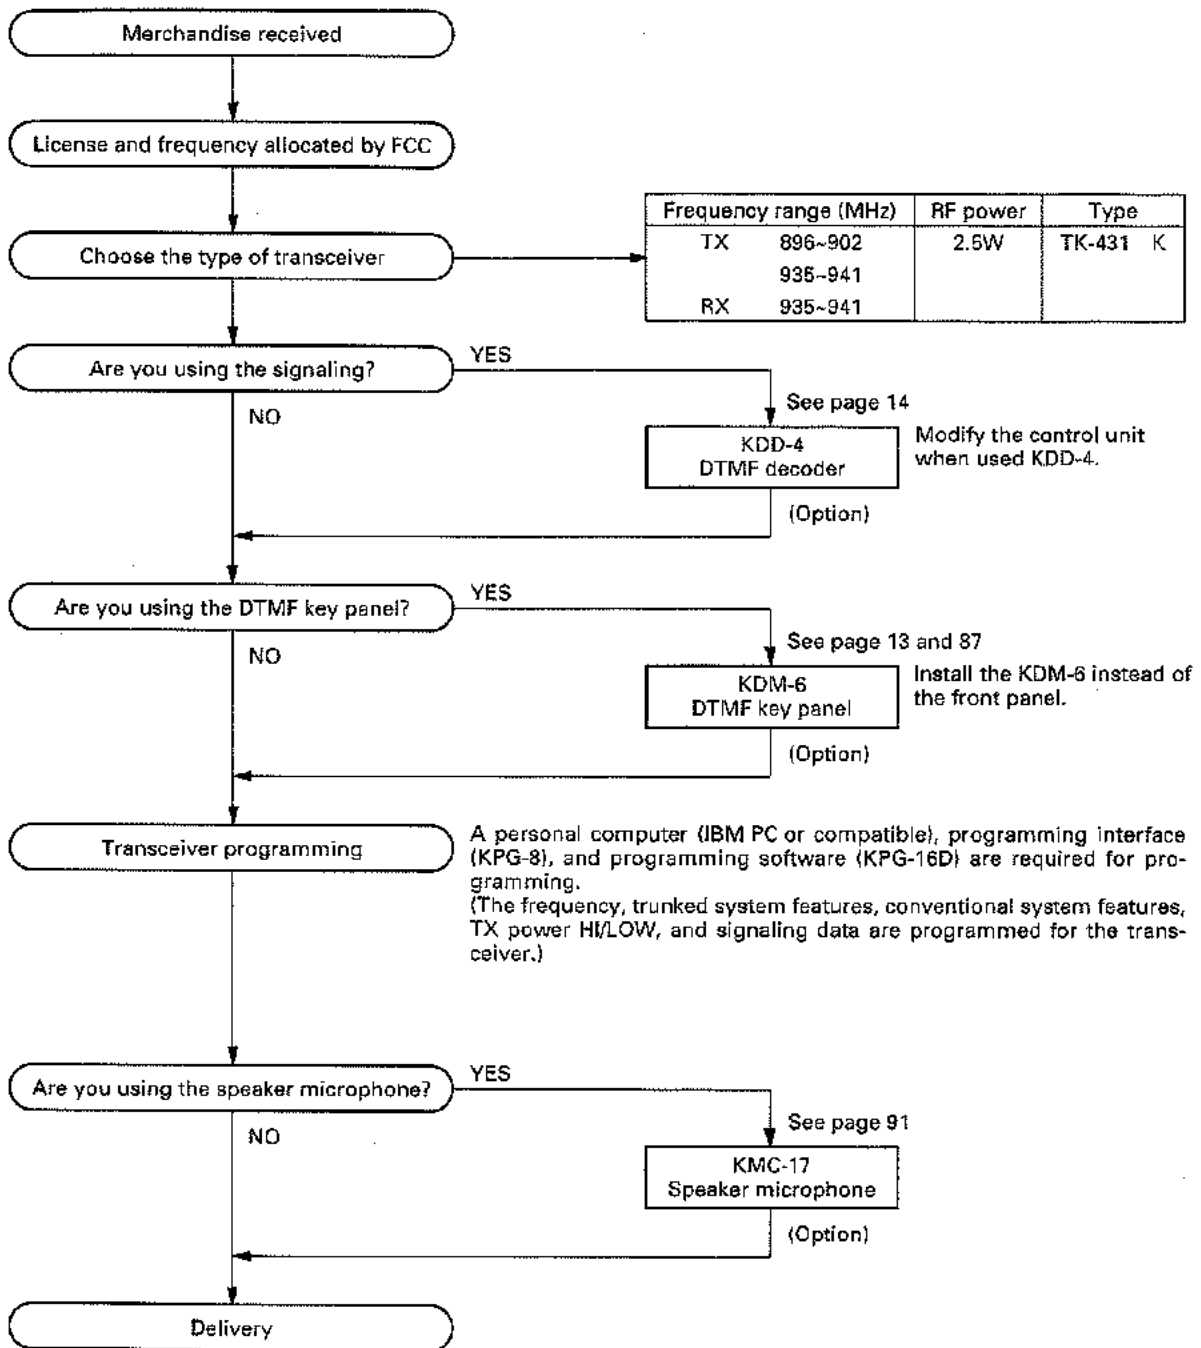 Merchandise received
License and frequency allocated by FCC
Choose the type of transceiver
Frequency range (MHz) RF power Type
TX 896~902 2.5W TK-431 K
935~941
RX 935~941
Are you using the signaling?
YES
NO
See page 14
KDD-4
DTMF decoder
Modify the control unit
when used KDD-4.
(Option)
Are you using the DTMF key panel?
YES
NO
See page 13 and 87
KDM-6
DTMF key panel
Install the KDM-6 instead of
the front panel.
(Option)
Transceiver programming
A personal computer (IBM PC or compatible), programming interface
(KPG-8), and programming software (KPG-16D) are required for pro-
gramming.
(The frequency, trunked system features, conventional system features,
TX power HI/LOW, and signaling data are programmed for the trans-
ceiver.)
Are you using the speaker microphone?
YES
NO
See page 91
KMC-17
Speaker microphone
(Option)
Delivery